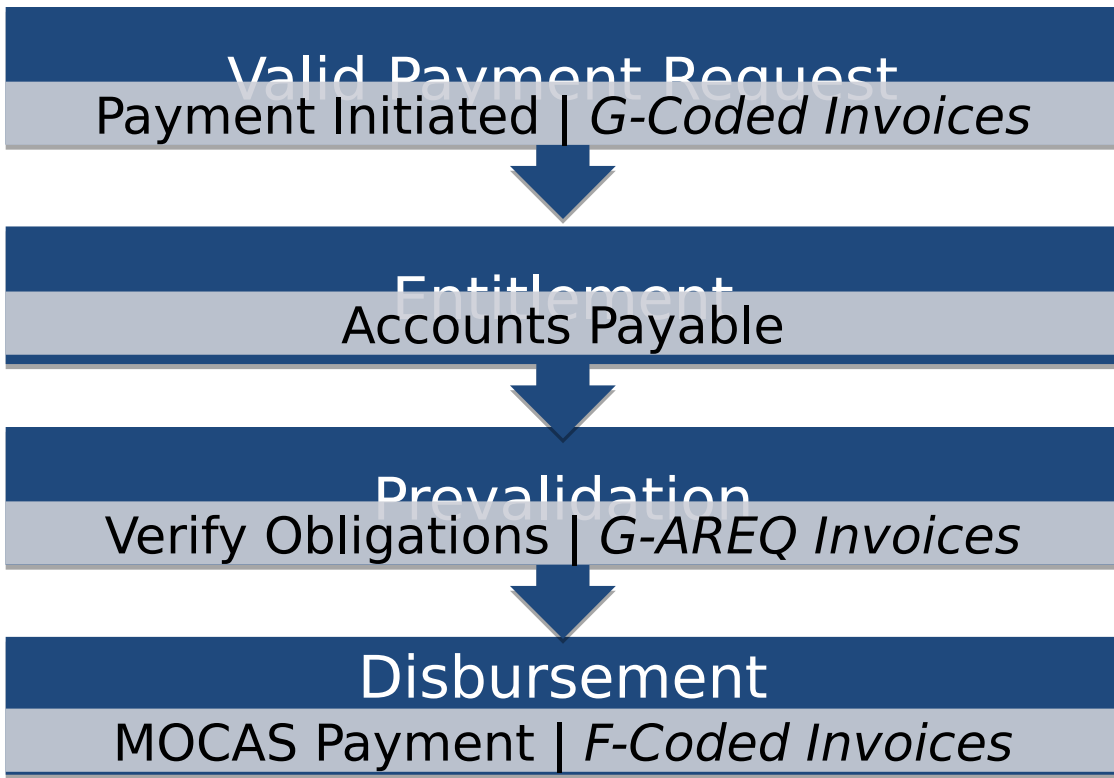 Valid Payment Request
Payment Initiated | G-Coded Invoices
Entitlement
Accounts Payable
Prevalidation
Verify Obligations | G-AREQ Invoices
Disbursement
MOCAS Payment | F-Coded Invoices